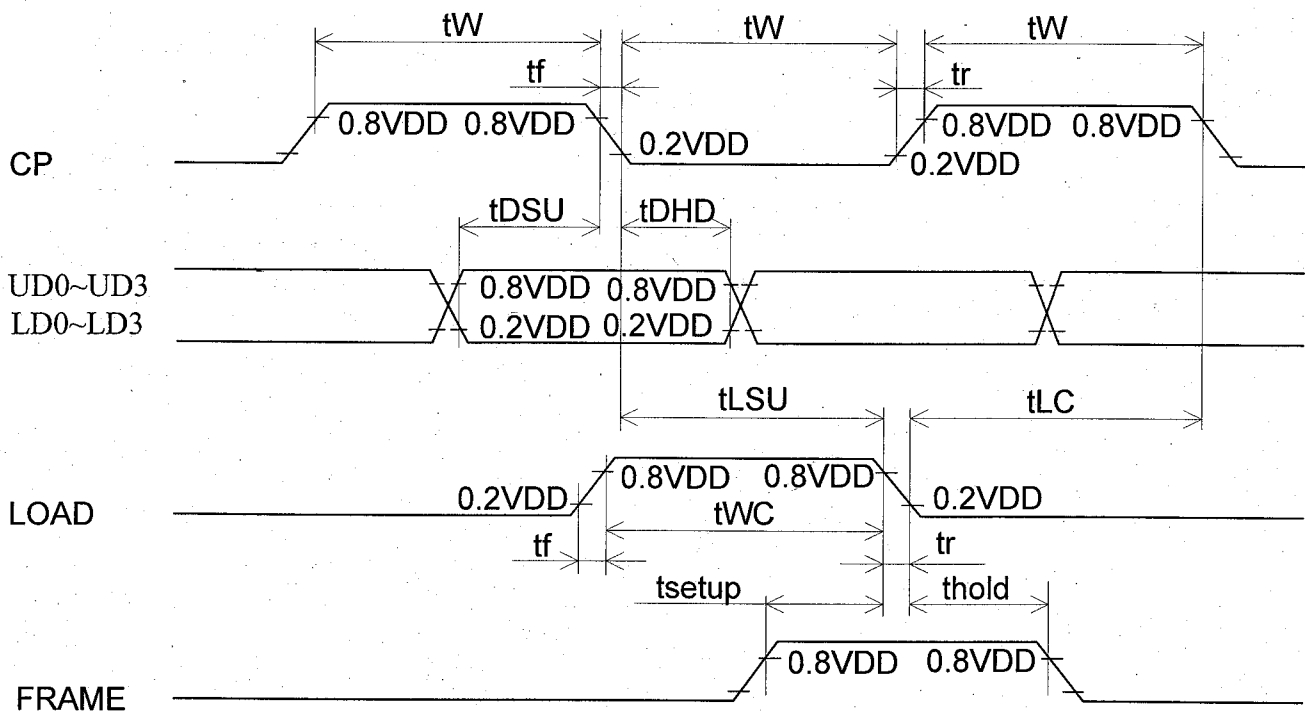 tW tW tW
tf tr
0.8VDD 0.8VDD 0.8VDD 0.8VDD
CP 0.2VDD 0.2VDD
tDSU tDHD
UD0~UD3 0.8VDD 0.8VDD
LD0~LD3 0.2VDD 0.2VDD
tLSU tLC
0.8VDD 0.8VDD
LOAD 0.2VDD 0.2VDD
tWC
tf tr
tsetup thold
0.8VDD 0.8VDD
FRAME